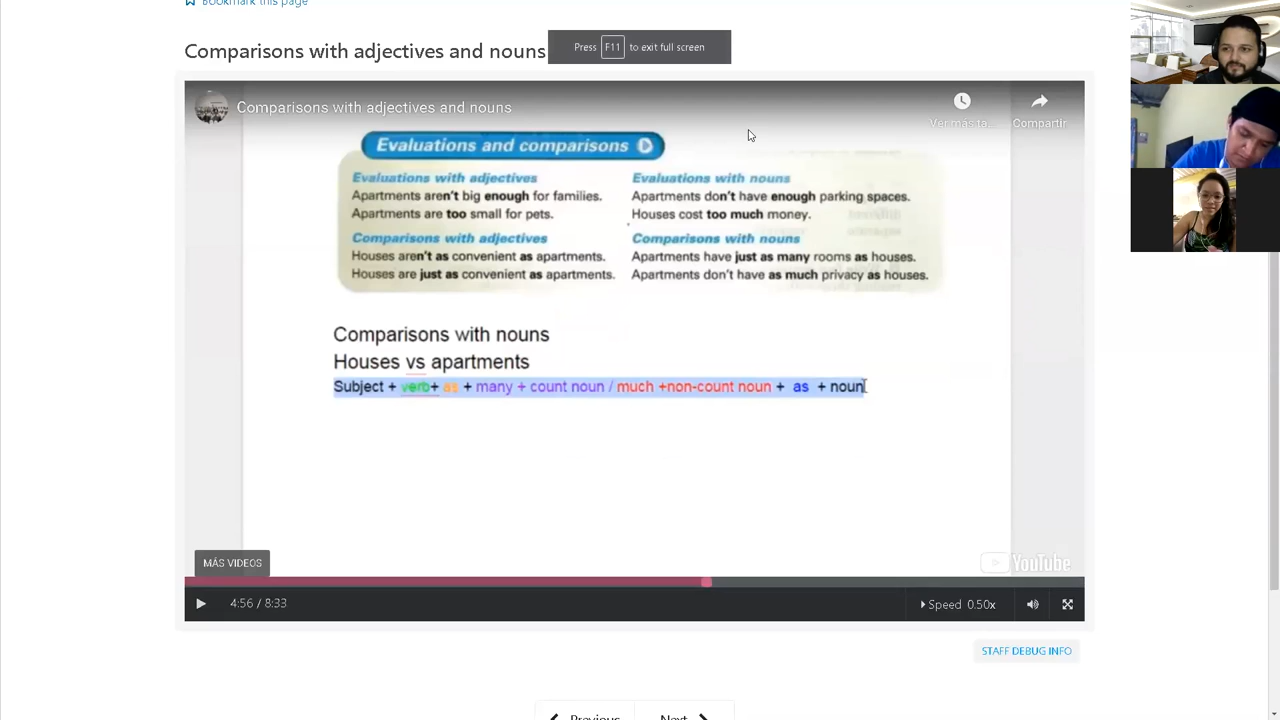 Bookmark this page
Comparisons with adjectives and nouns
Press F11 to exit full screen
Comparisons with adjectives and nouns
Ver más ta...
Compartir
Evaluations and comparisons
Evaluations with adjectives
Apartments aren't big enough for families.
Apartments are too small for pets.
Comparisons with adjectives
Houses aren't as convenient as apartments.
Houses are just as convenient as apartments.
Evaluations with nouns
Apartments don't have enough parking spaces.
Houses cost too much money.
Comparisons with nouns
Apartments have just as many rooms as houses.
Apartments don't have as much privacy as houses.
Comparisons with nouns
Houses vs apartments
Subject + verb+ as + many + count noun / much +non-count noun + as + noun
MÁS VIDEOS
YouTube
4:56 / 8:33
Speed 0.50x
STAFF DEBUG INFO
Previous
Next